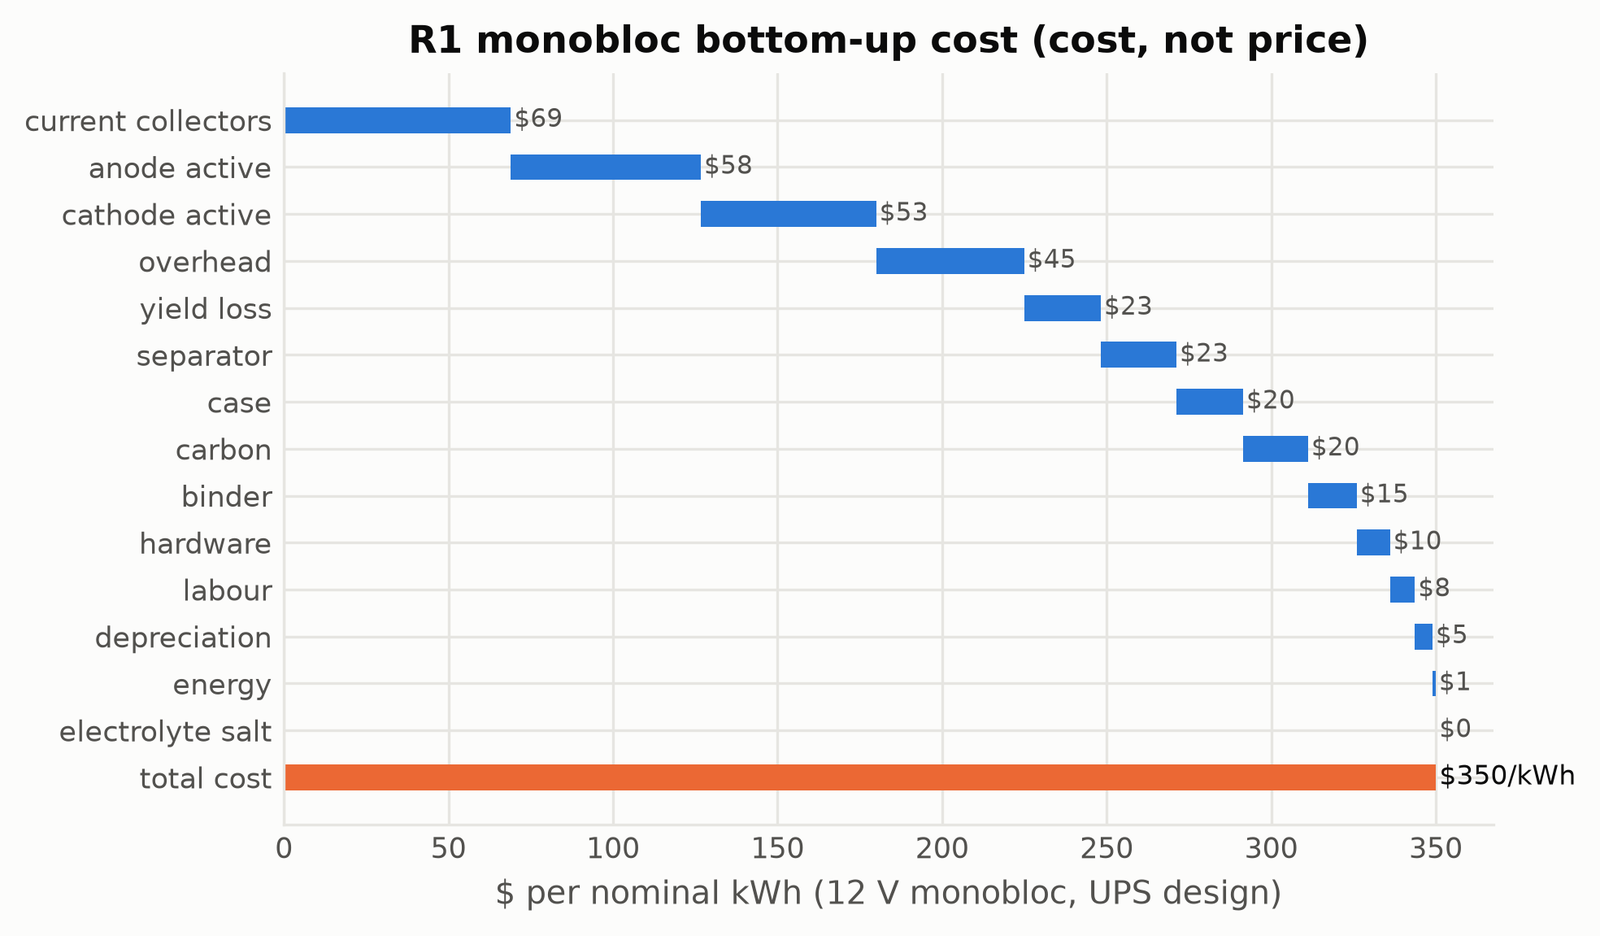 R1 monobloc bottom-up cost (cost, not price)
current collectors $69
anode active $58
cathode active $53
overhead $45
yield loss $23
separator $23
case $20
carbon $20
binder $15
hardware $10
labour $8
depreciation $5
energy $1
electrolyte salt $0
total cost $350/kWh
0 50 100 150 200 250 300 350
$ per nominal kWh (12 V monobloc, UPS design)